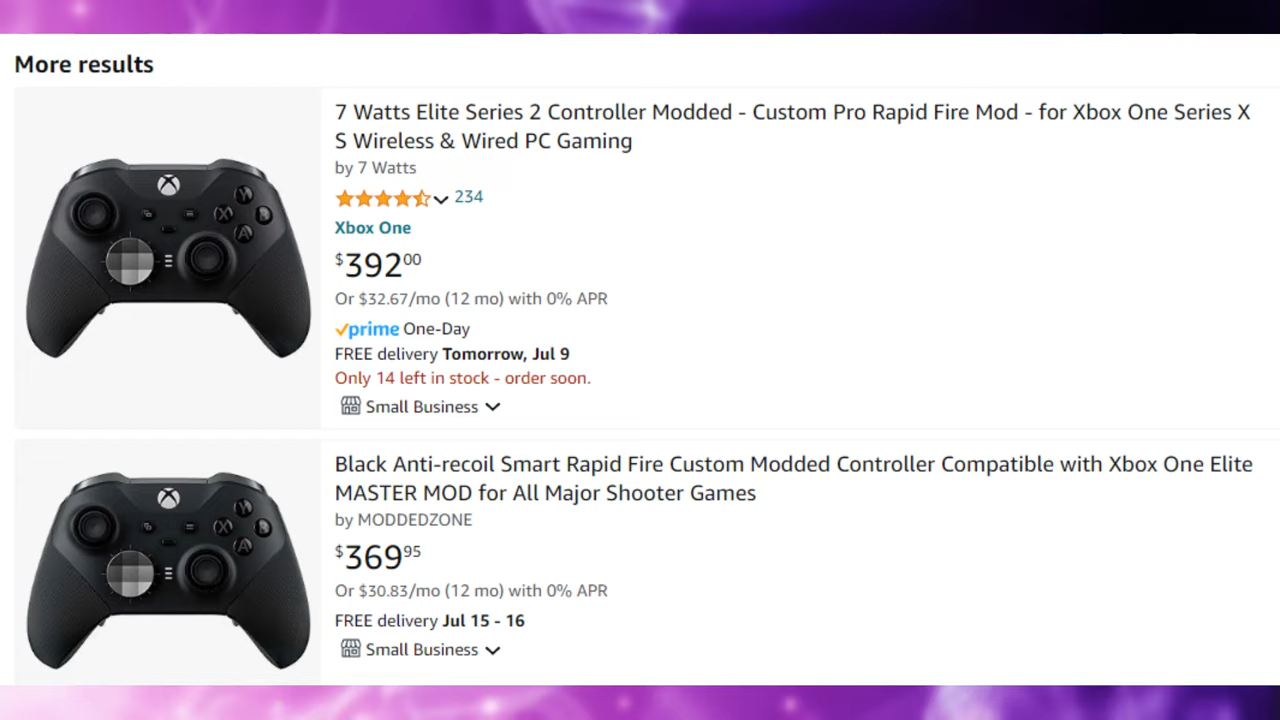 More results
7 Watts Elite Series 2 Controller Modded - Custom Pro Rapid Fire Mod - for Xbox One Series X
S Wireless & Wired PC Gaming
by 7 Watts
234
Xbox One
$39200
Or $32.67/mo (12 mo) with 0% APR
prime One-Day
FREE delivery Tomorrow, Jul 9
Only 14 left in stock - order soon.
Small Business
Black Anti-recoil Smart Rapid Fire Custom Modded Controller Compatible with Xbox One Elite
MASTER MOD for All Major Shooter Games
by MODDEDZONE
$36995
Or $30.83/mo (12 mo) with 0% APR
FREE delivery Jul 15 - 16
Small Business
Y
X
B
A
Y
X
B
A